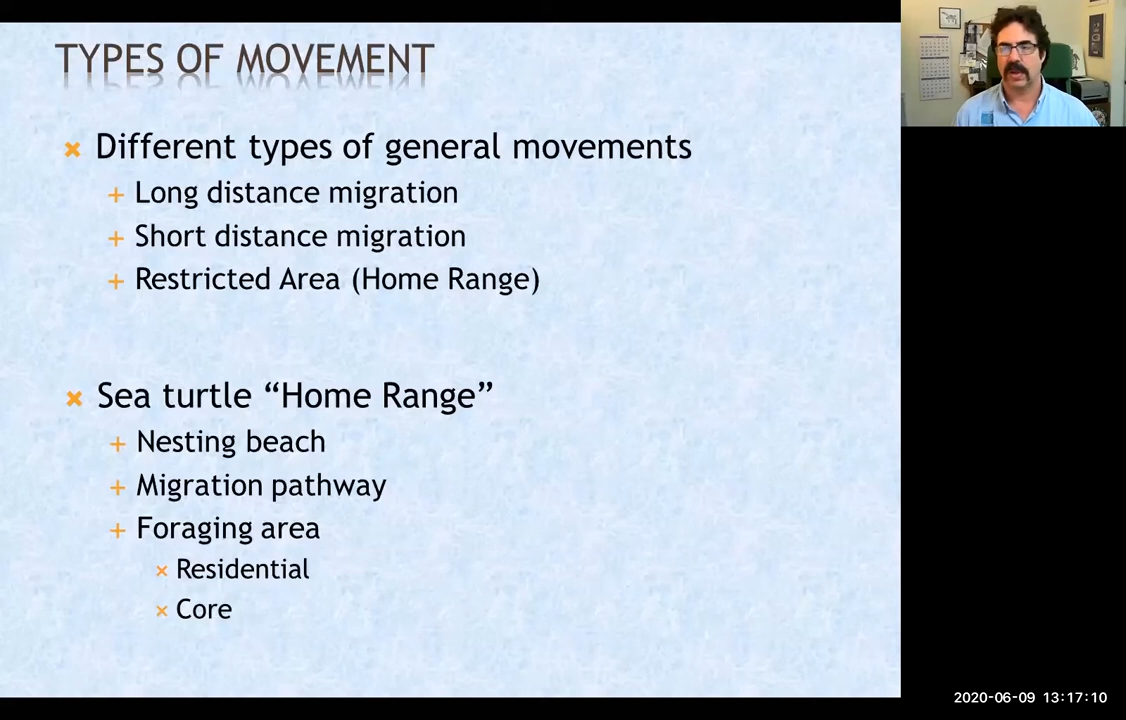 TYPES OF MOVEMENT
Different types of general movements
Long distance migration
Short distance migration
Restricted Area (Home Range)
Sea turtle “Home Range”
Nesting beach
Migration pathway
Foraging area
Residential
Core
2020-06-09 13:17:10